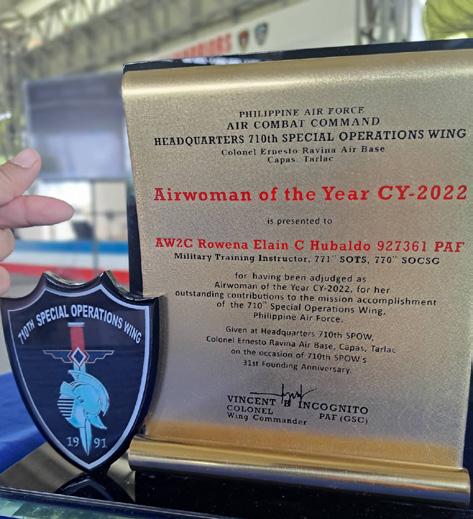 WARRIORS
PHILIPPINE AIR FORCE
AIR COMBAT COMMAND
HEADQUARTERS 710th SPECIAL OPERATIONS WING
Colonel Ernesto Ravina Air Base
Capas, Tarlac
Airwoman of the Year CY-2022
is presented to
AW2C Rowena Elain C Hubaldo 927361 PAF
Military Training Instructor, 771st SOTS, 770th SOCSG
for having been adjudged as
Airwoman of the Year CY-2022, for her
outstanding contributions to the mission accomplishment
of the 710th Special Operations Wing,
Philippine Air Force.
Given at Headquarters 710th SPOW,
Colonel Ernesto Ravina Air Base, Capas, Tarlac
on the occasion of 710th SPOW's
31st Founding Anniversary.
VINCENT B INCOGNITO
COLONEL PAF (GSC)
Wing Commander
710TH SPECIAL OPERATIONS WING
1991